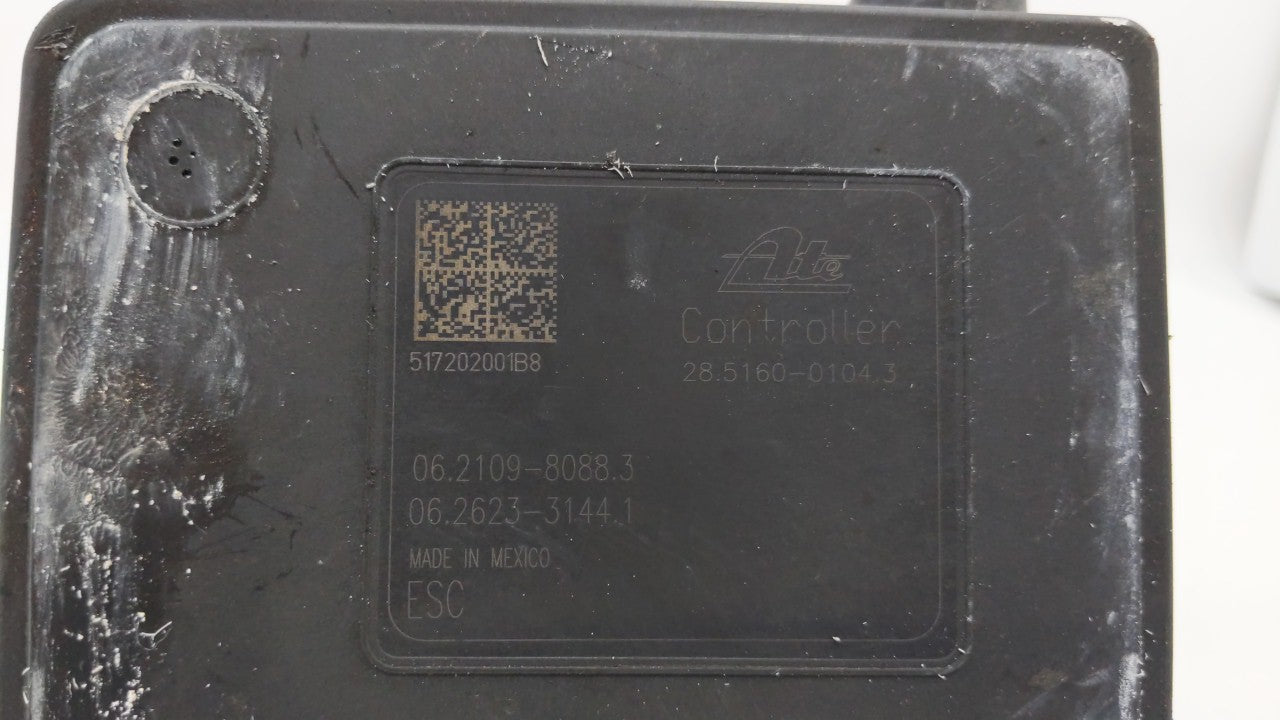 Ate
Controller
28.5160-0104.3
517202001B8
06.2109-8088.3
06.2623-3144.1
MADE IN MEXICO
ESC